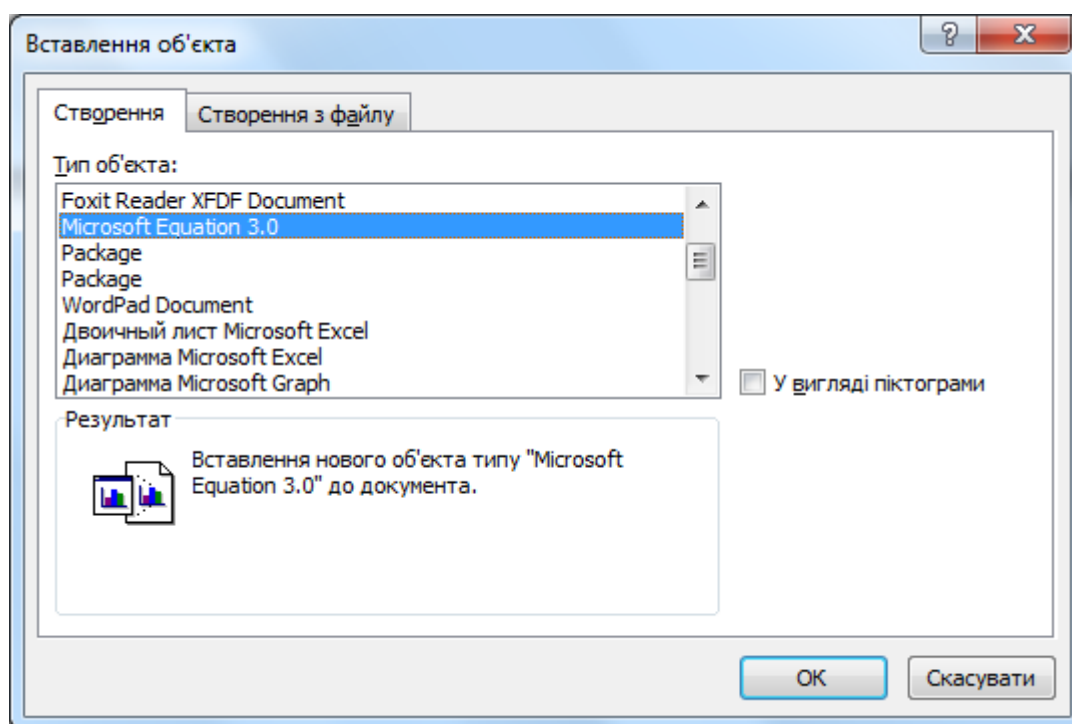 Вставлення об'єкта
Створення
Створення з файлу
Тип об'єкта:
Foxit Reader XFDF Document
Microsoft Equation 3.0
Package
Package
WordPad Document
Двоичный лист Microsoft Excel
Диаграмма Microsoft Excel
Диаграмма Microsoft Graph
У вигляді піктограми
Результат
Вставлення нового об'єкта типу "Microsoft
Equation 3.0" до документа.
ОК
Скасувати